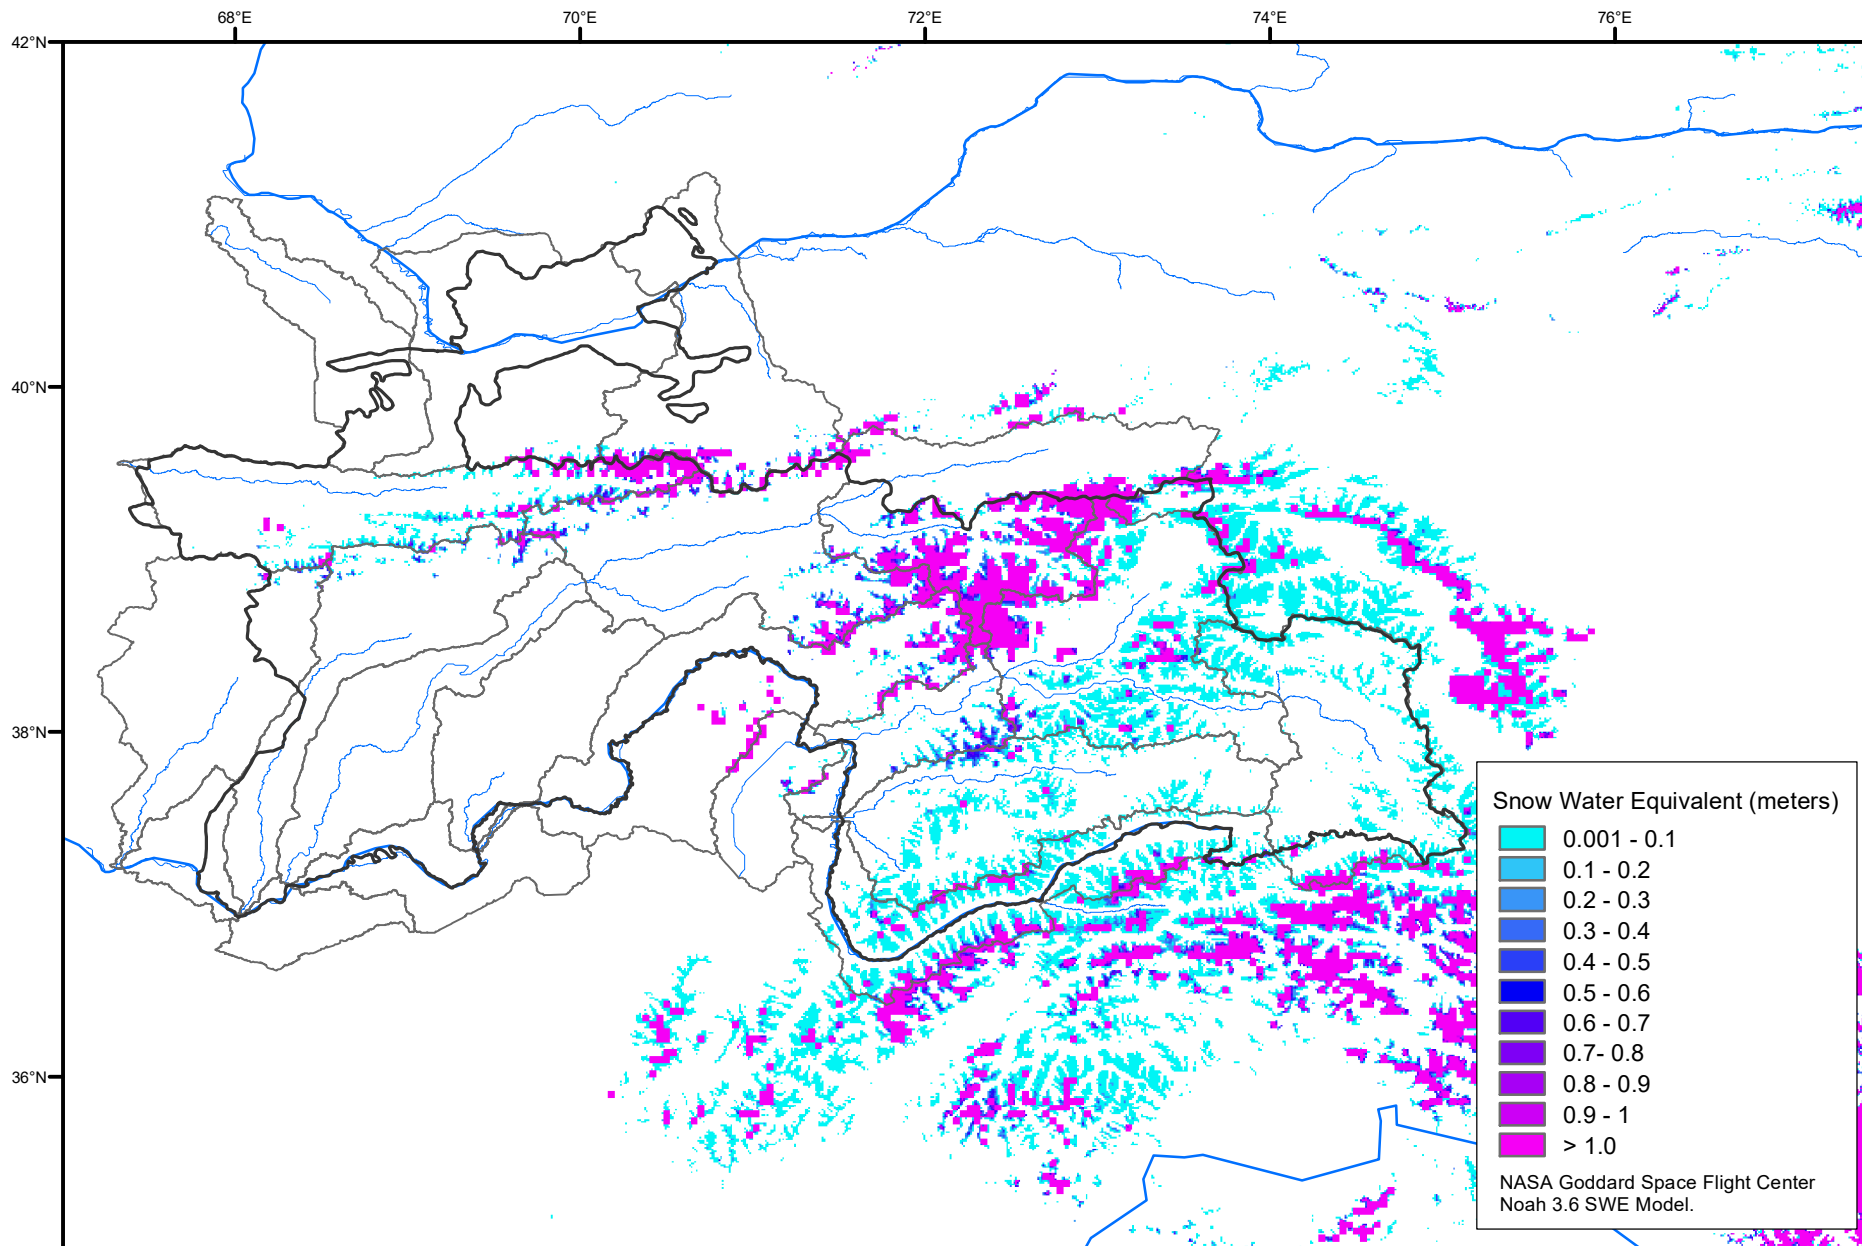 68°E 70°E 72°E 74°E 76°E
42°N
40°N
38°N
36°N
Snow Water Equivalent (meters)
0.001 - 0.1
0.1 - 0.2
0.2 - 0.3
0.3 - 0.4
0.4 - 0.5
0.5 - 0.6
0.6 - 0.7
0.7- 0.8
0.8 - 0.9
0.9 - 1
> 1.0
NASA Goddard Space Flight Center
Noah 3.6 SWE Model.